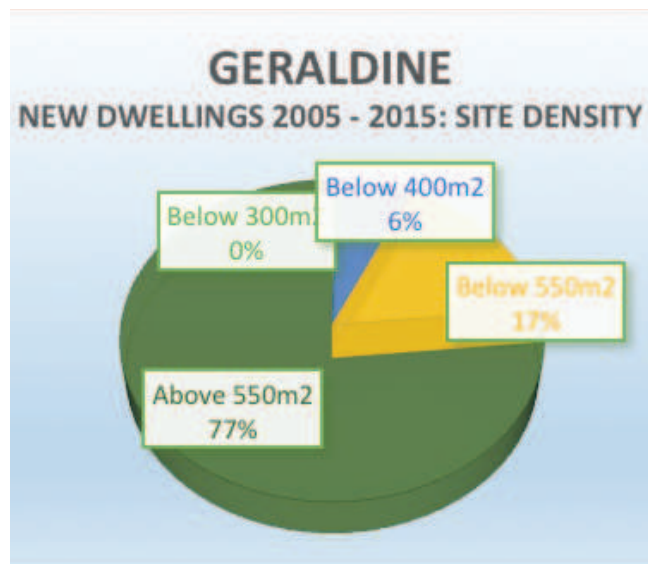 GERALDINE
NEW DWELLINGS 2005 - 2015: SITE DENSITY
Below 400m2
6%
Below 300m2
0%
Below 550m2
17%
Above 550m2
77%